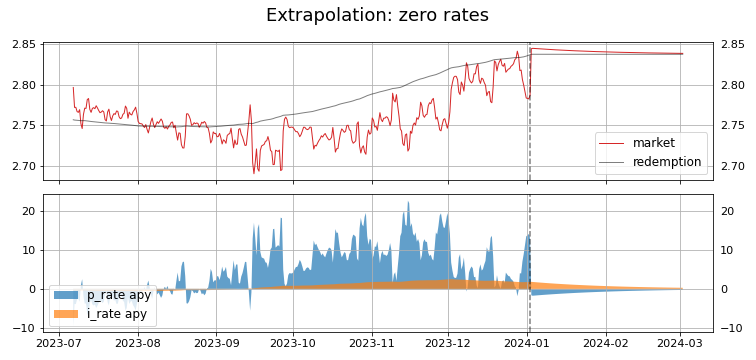 Extrapolation: zero rates
2.85
2.85
2.80
2.80
2.75
2.75
2.70
2.70
market
redemption
20
20
10
10
0
0
−10
−10
p_rate apy
i_rate apy
2023-07 2023-08 2023-09 2023-10 2023-11 2023-12 2024-01 2024-02 2024-03